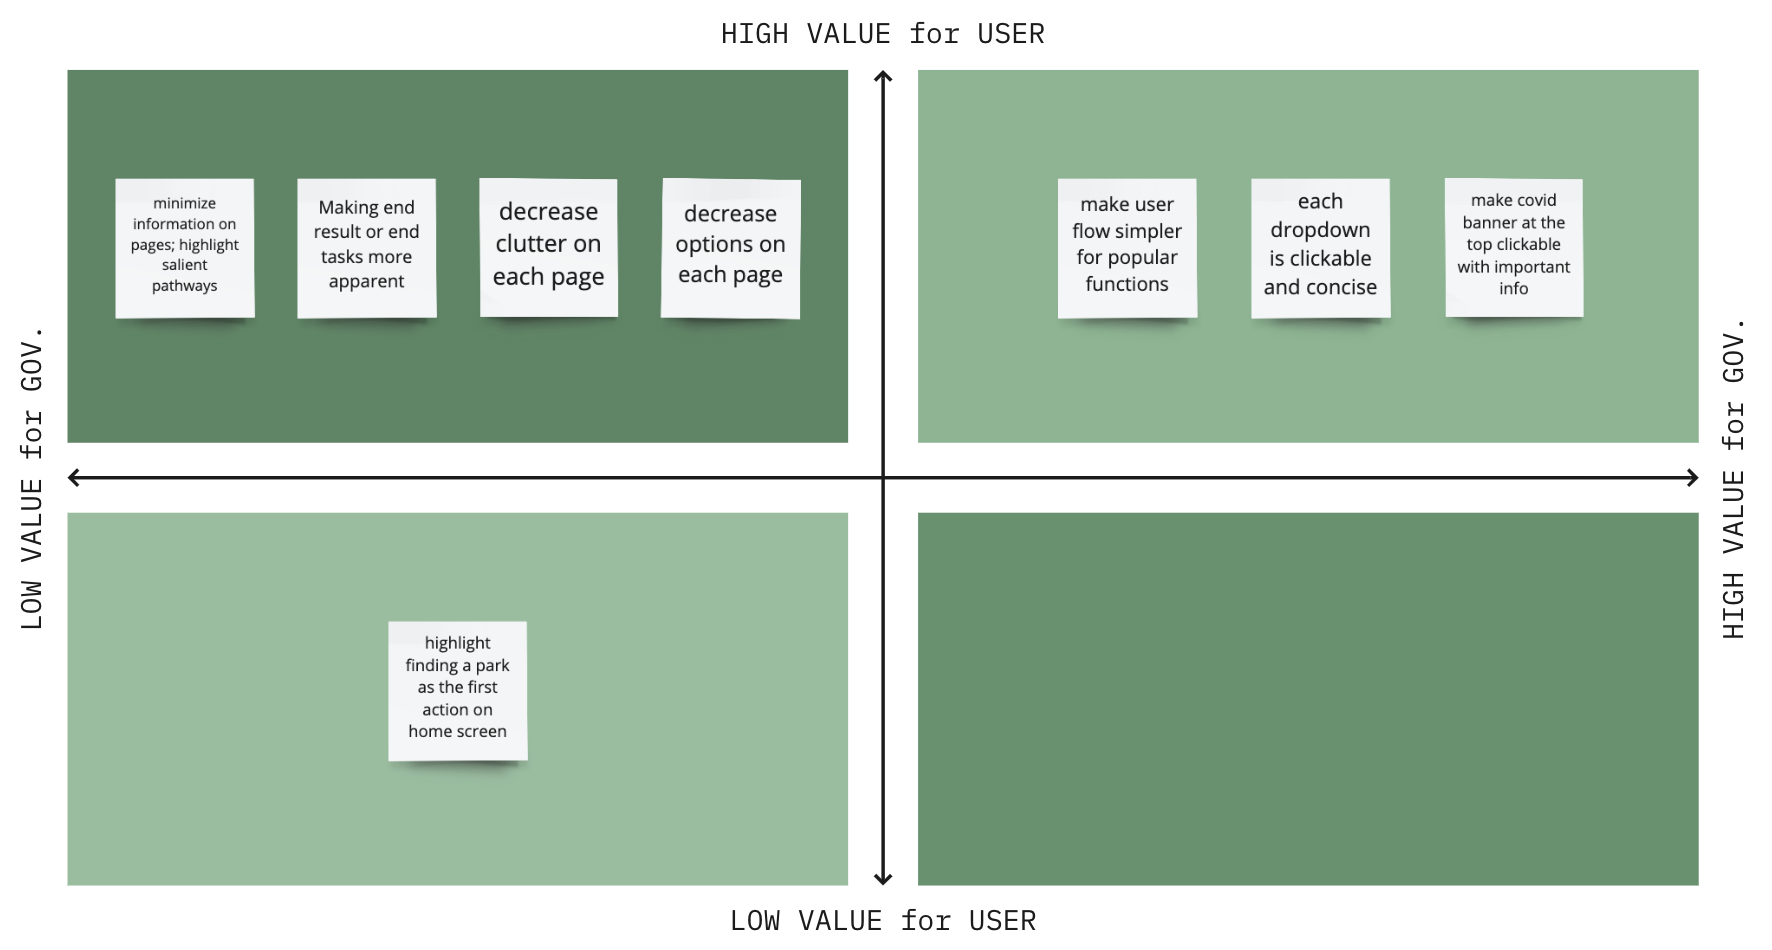 HIGH VALUE for USER
minimize
information on
pages; highlight
salient
pathways
Making end
result or end
tasks more
apparent
decrease
clutter on
each page
decrease
options on
each page
make user
flow simpler
for popular
functions
each
dropdown
is clickable
and concise
make covid
banner at the
top clickable
with important
info
LOW VALUE for GOV.
HIGH VALUE for GOV.
highlight
finding a park
as the first
action on
home screen
LOW VALUE for USER